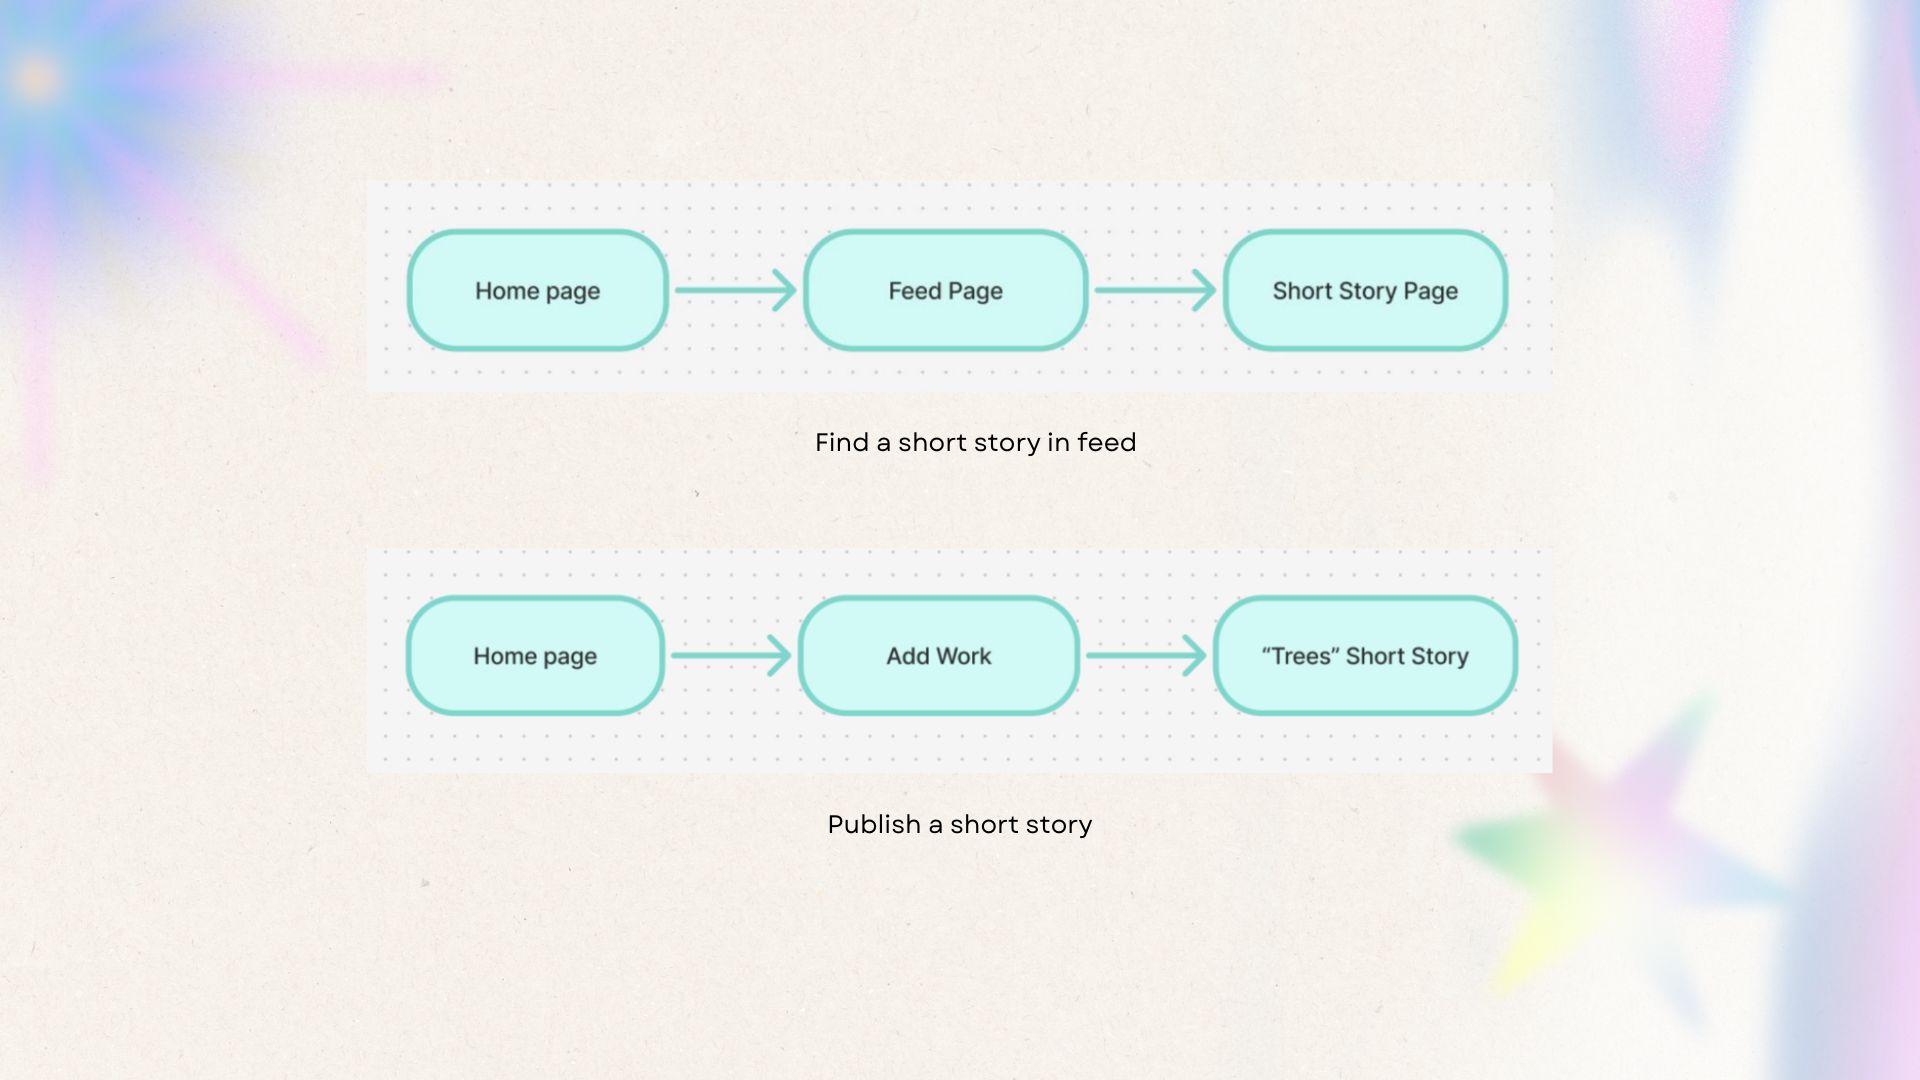 Home page
Feed Page
Short Story Page
Find a short story in feed
Home page
Add Work
“Trees” Short Story
Publish a short story